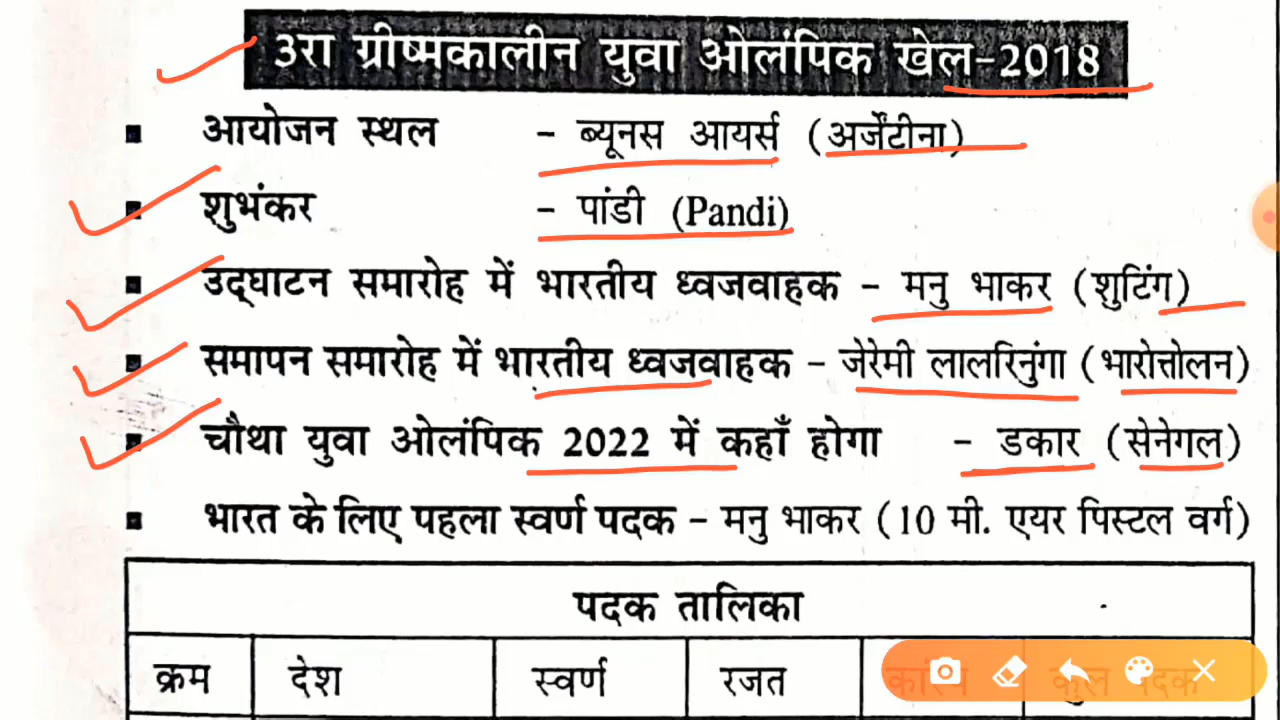 3रा ग्रीष्मकालीन युवा ओलंपिक खेल-2018
▪ आयोजन स्थल - ब्यूनस आयर्स (अर्जेंटीना)
▪ शुभंकर - पांडी (Pandi)
▪ उद्घाटन समारोह में भारतीय ध्वजवाहक - मनु भाकर (शुटिंग)
▪ समापन समारोह में भारतीय ध्वजवाहक - जेरेमी लालरिनुंगा (भारोत्तोलन)
▪ चौथा युवा ओलंपिक 2022 में कहाँ होगा - डकार (सेनेगल)
▪ भारत के लिए पहला स्वर्ण पदक - मनु भाकर (10 मी. एयर पिस्टल वर्ग)
पदक तालिका
क्रम देश स्वर्ण रजत कांस्य कुल पदक